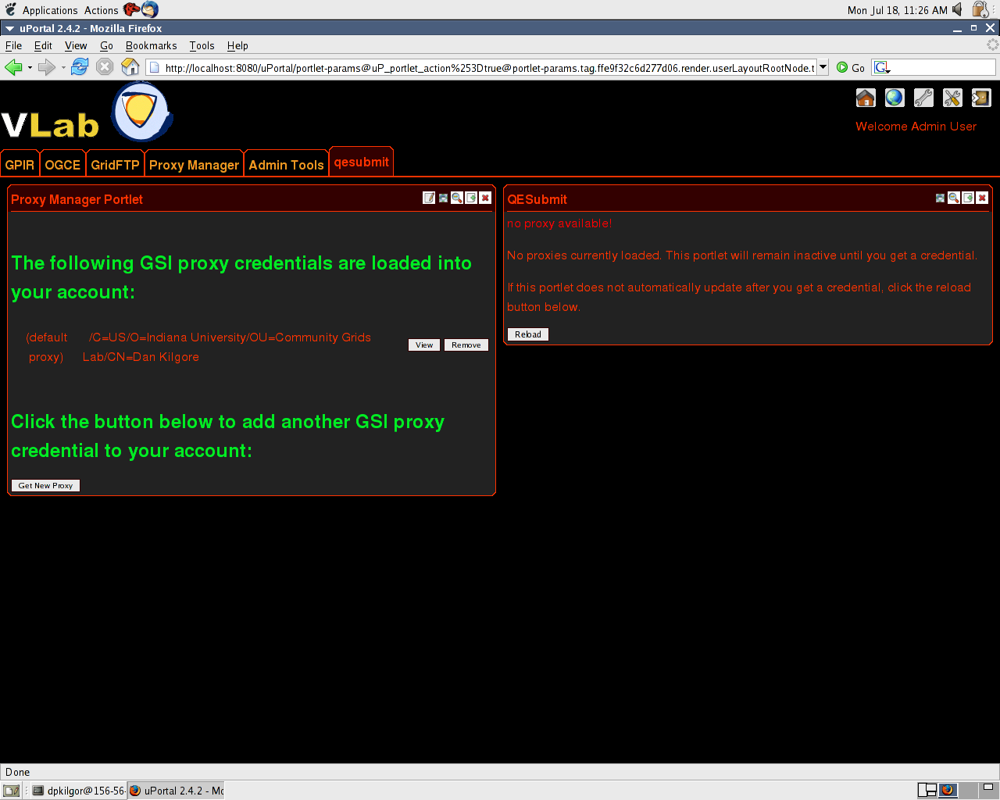 Applications Actions Mon Jul 18, 11:26 AM
uPortal 2.4.2 - Mozilla Firefox
File Edit View Go Bookmarks Tools Help
http://localhost:8080/uPortal/portlet-params@uP_portlet_action%253Dtrue@portlet-params.tag.ffe9f32c6d277d06.render.userLayoutRootNode.t Go
VLab
Welcome Admin User
GPIR OGCE GridFTP Proxy Manager Admin Tools qesubmit
Proxy Manager Portlet
The following GSI proxy credentials are loaded into
your account:
(default /C=US/O=Indiana University/OU=Community Grids
proxy) Lab/CN=Dan Kilgore
View Remove
Click the button below to add another GSI proxy
credential to your account:
Get New Proxy
QESubmit
no proxy available!
No proxies currently loaded. This portlet will remain inactive until you get a credential.
If this portlet does not automatically update after you get a credential, click the reload
button below.
Reload
Done
dpkilgor@156-56- uPortal 2.4.2 - Mo